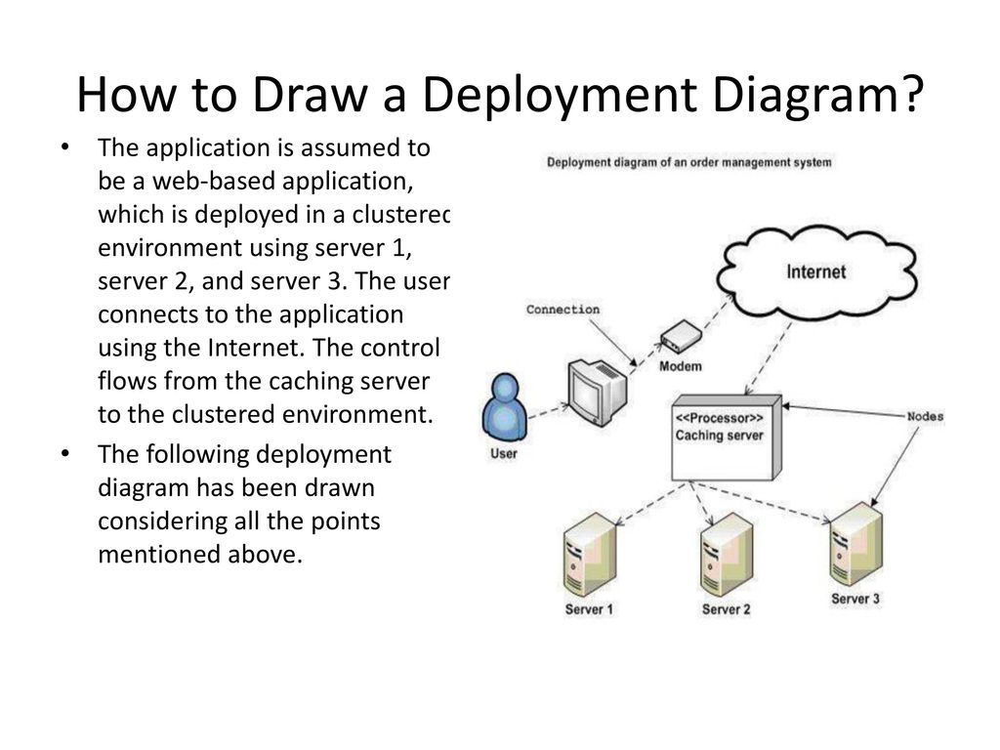 How to Draw a Deployment Diagram?
• The application is assumed to
be a web-based application,
which is deployed in a clustered
environment using server 1,
server 2, and server 3. The user
connects to the application
using the Internet. The control
flows from the caching server
to the clustered environment.
• The following deployment
diagram has been drawn
considering all the points
mentioned above.
Deployment diagram of an order management system
Internet
Connection
Modem
<<Processor>>
Caching server
Nodes
User
Server 1
Server 2
Server 3